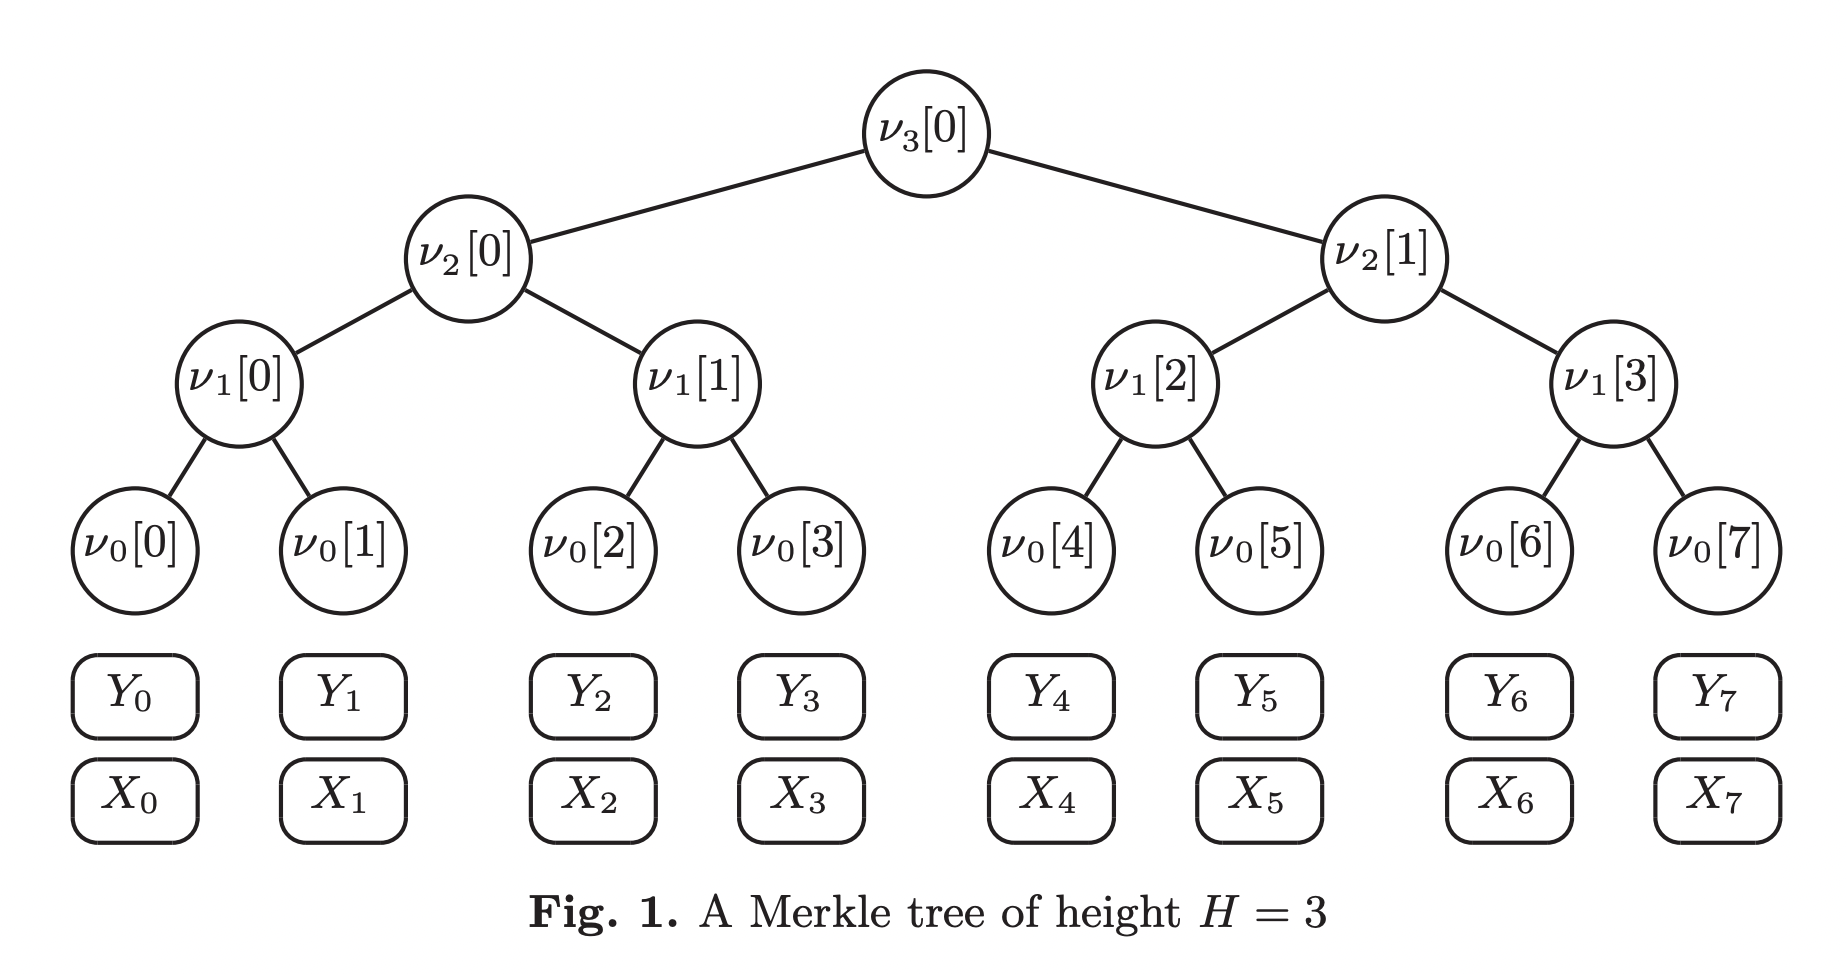 ν₃[0]
ν₂[0] ν₂[1]
ν₁[0] ν₁[1] ν₁[2] ν₁[3]
ν₀[0] ν₀[1] ν₀[2] ν₀[3] ν₀[4] ν₀[5] ν₀[6] ν₀[7]
Y₀ Y₁ Y₂ Y₃ Y₄ Y₅ Y₆ Y₇
X₀ X₁ X₂ X₃ X₄ X₅ X₆ X₇
Fig. 1. A Merkle tree of height H = 3